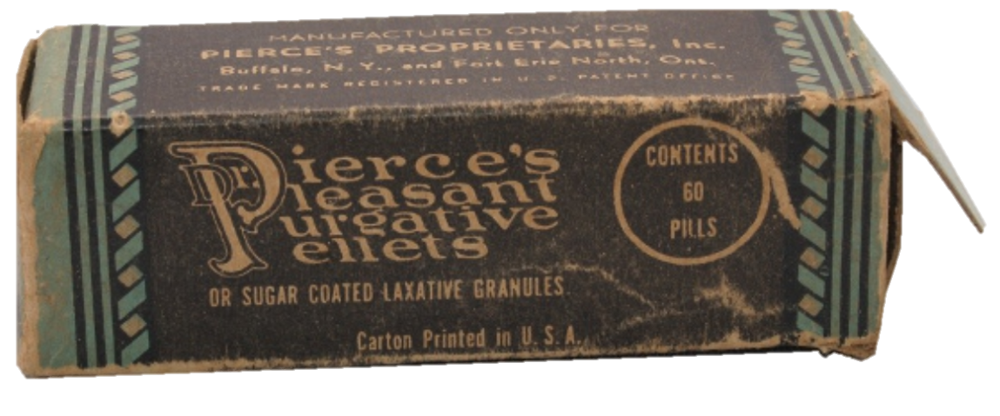 MANUFACTURED ONLY FOR
PIERCE'S PROPRIETARIES, Inc.
Buffalo, N. Y., and Fort Erie North, Ont.
TRADE MARK REGISTERED IN U. S. PATENT OFFICE
Dr. Pierce's
Pleasant
Purgative
Pellets
OR SUGAR COATED LAXATIVE GRANULES
Carton Printed in U. S. A.
CONTENTS
60
PILLS